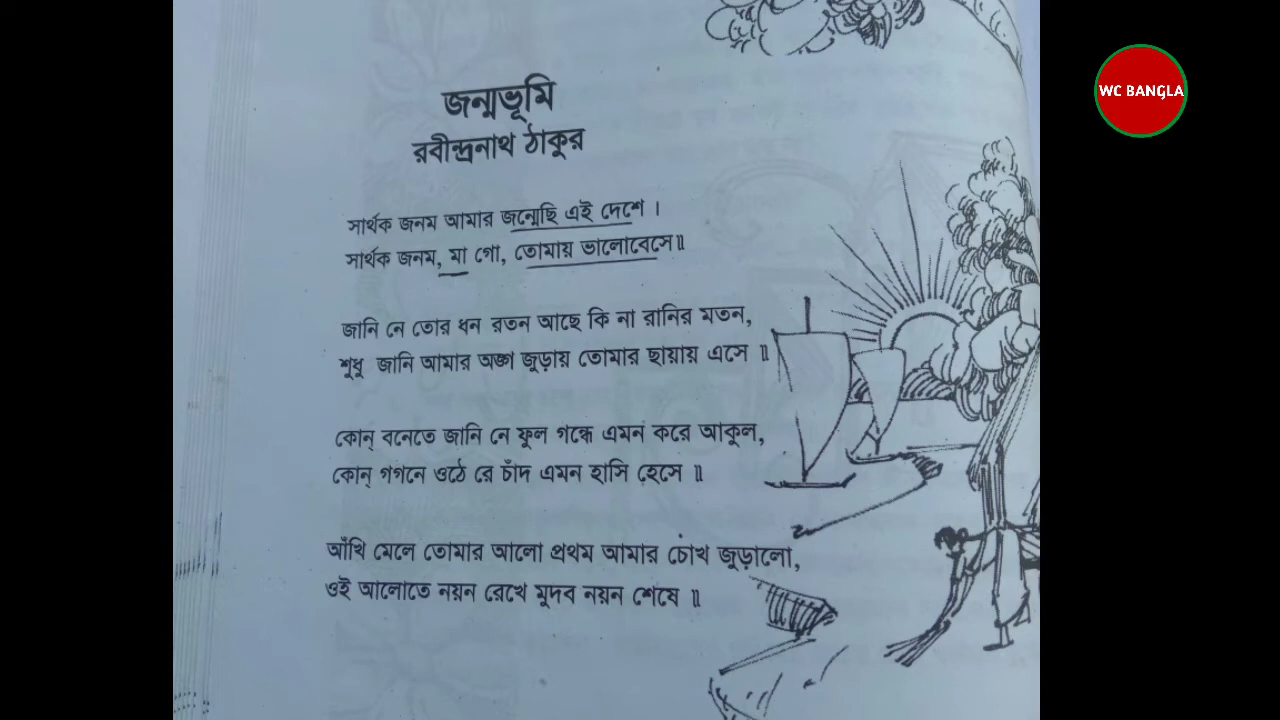 জন্মভূমি
রবীন্দ্রনাথ ঠাকুর
সার্থক জনম আমার জন্মেছি এই দেশে ।
সার্থক জনম, মা গো, তোমায় ভালোবেসে॥
জানি নে তোর ধন রতন আছে কি না রানির মতন,
শুধু জানি আমার অঙ্গ জুড়ায় তোমার ছায়ায় এসে ॥
কোন্ বনেতে জানি নে ফুল গন্ধে এমন করে আকুল,
কোন্ গগনে ওঠে রে চাঁদ এমন হাসি হেসে ॥
আঁখি মেলে তোমার আলো প্রথম আমার চোখ জুড়ালো,
ওই আলোতে নয়ন রেখে মুদব নয়ন শেষে ॥
WC BANGLA